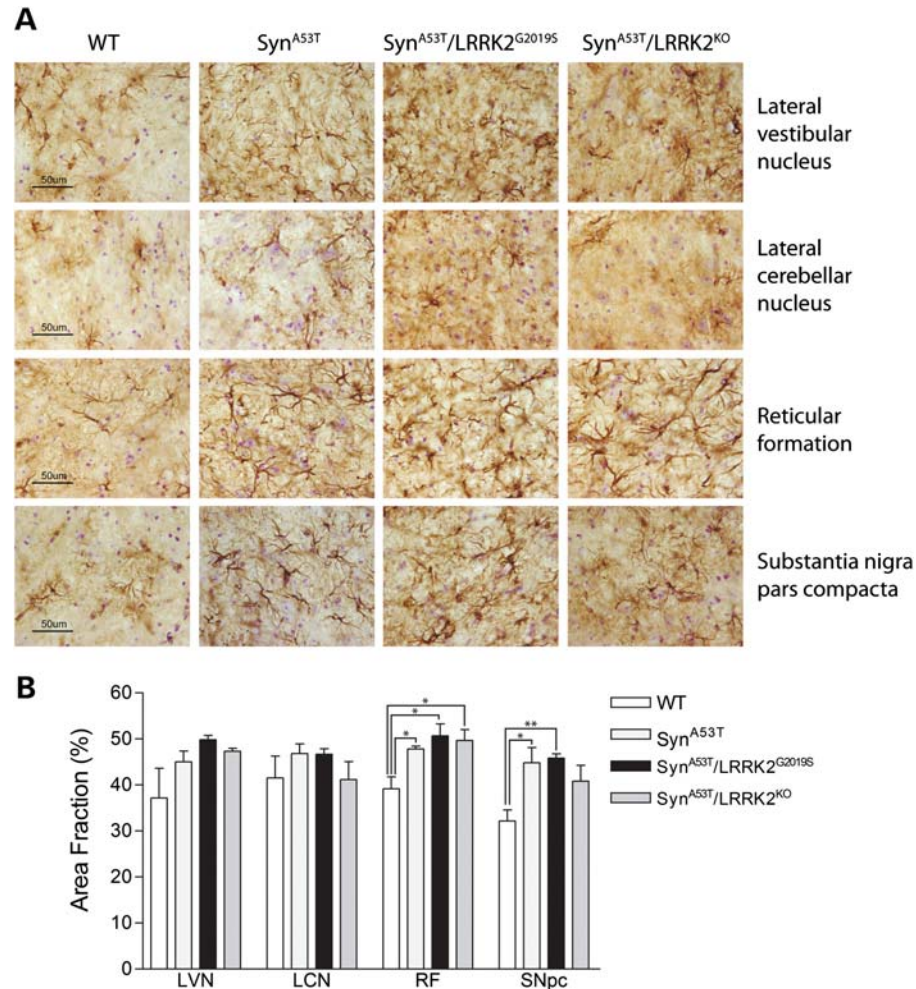 A
WT Syn^A53T Syn^A53T/LRRK2^G2019S Syn^A53T/LRRK2^KO
Lateral
vestibular
nucleus
50um
Lateral
cerebellar
nucleus
50um
Reticular
formation
50um
Substantia nigra
pars compacta
50um
B
Area Fraction (%)
60
50
40
30
20
10
0
* * * * **
LVN LCN RF SNpc
WT
Syn^A53T
Syn^A53T/LRRK2^G2019S
Syn^A53T/LRRK2^KO